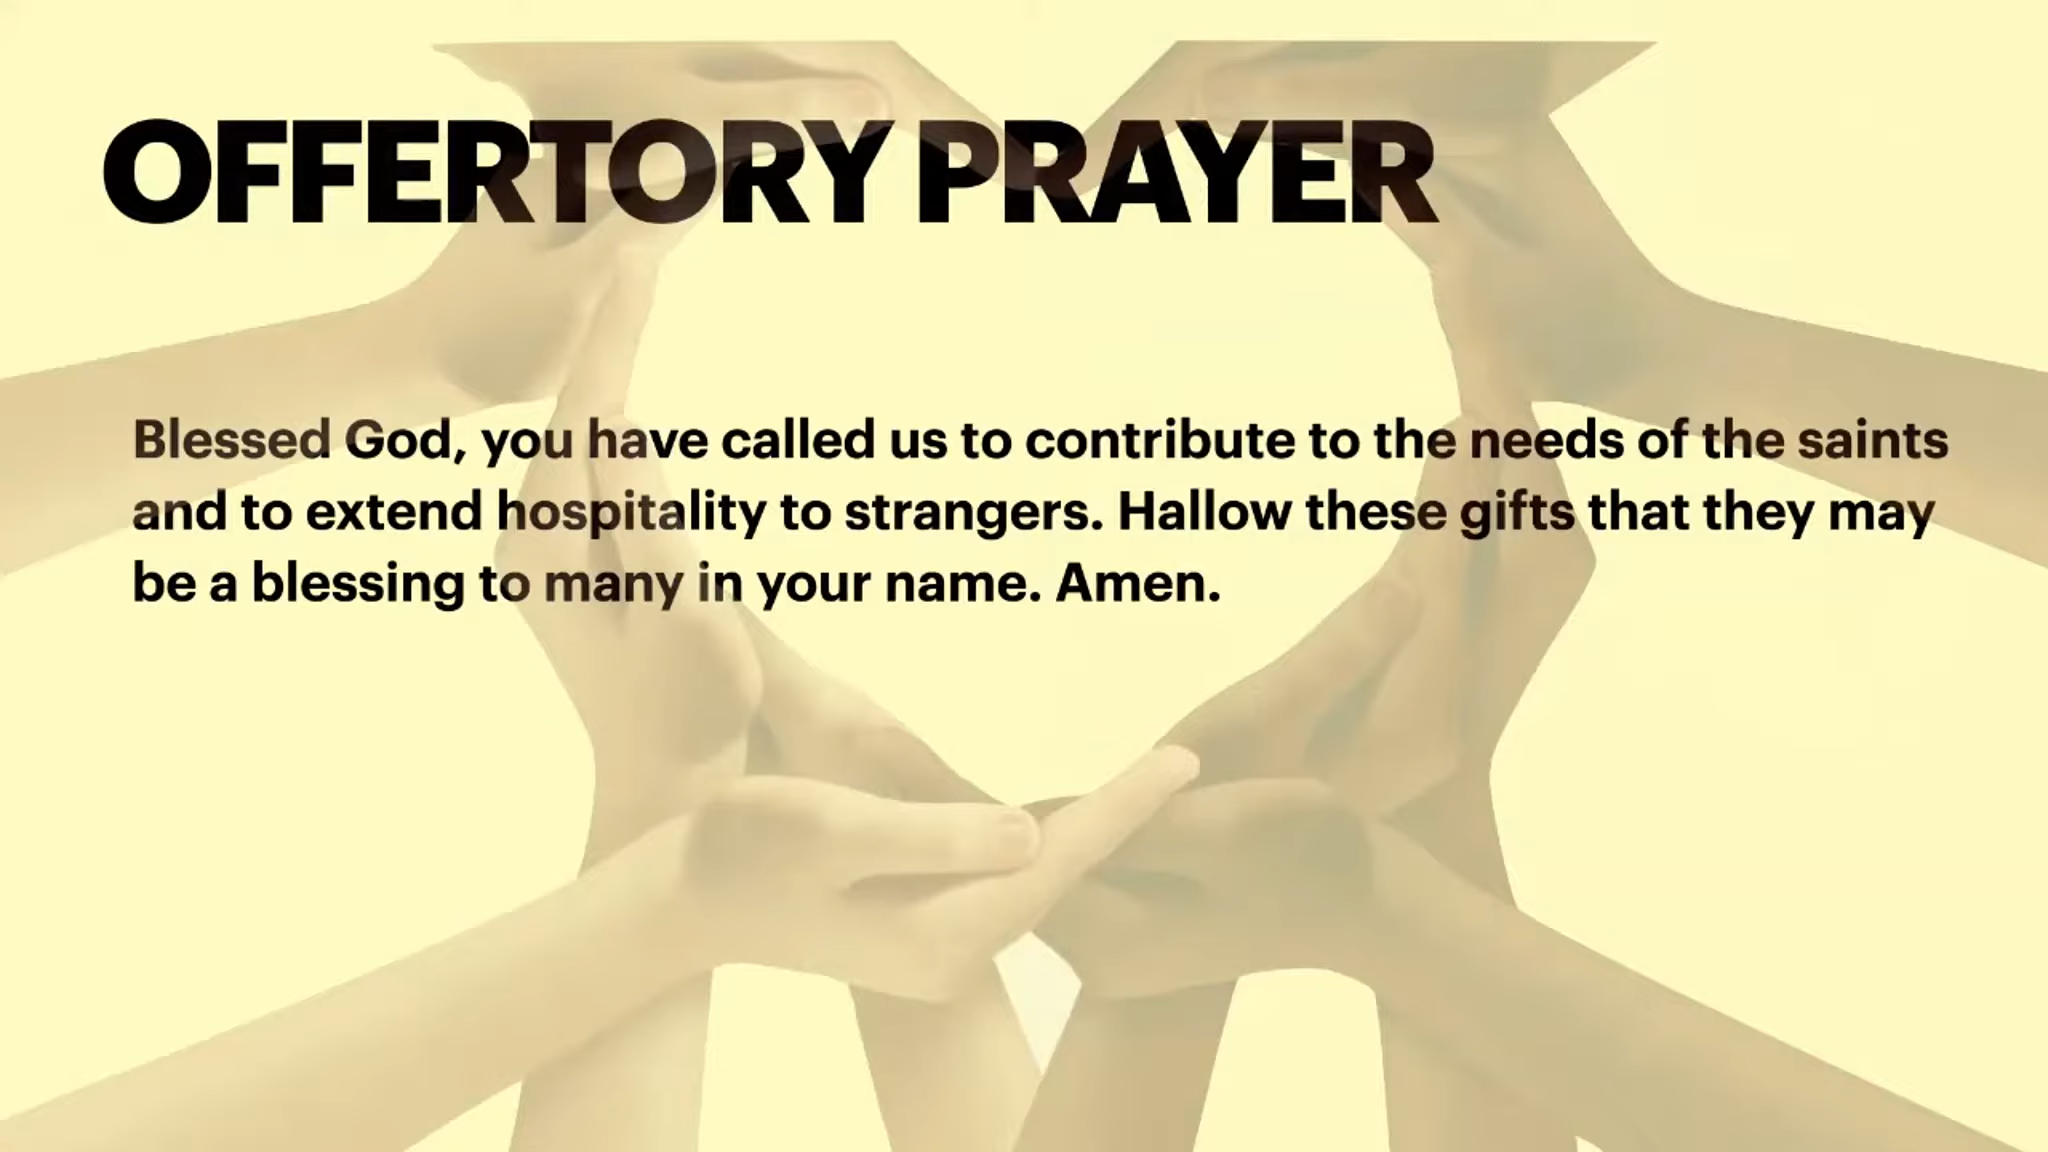 OFFERTORY PRAYER
Blessed God, you have called us to contribute to the needs of the saints
and to extend hospitality to strangers. Hallow these gifts that they may
be a blessing to many in your name. Amen.